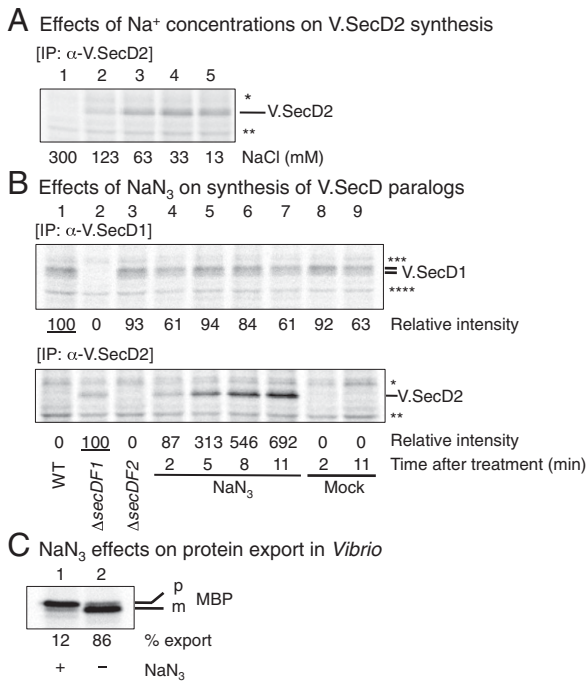 A Effects of Na⁺ concentrations on V.SecD2 synthesis
[IP: α-V.SecD2]
1 2 3 4 5
*
V.SecD2
**
300 123 63 33 13 NaCl (mM)
B Effects of NaN₃ on synthesis of V.SecD paralogs
1 2 3 4 5 6 7 8 9
[IP: α-V.SecD1]
***
V.SecD1
****
100 0 93 61 94 84 61 92 63 Relative intensity
[IP: α-V.SecD2]
*
V.SecD2
**
0 100 0 87 313 546 692 0 0 Relative intensity
WT ΔsecDF1 ΔsecDF2 2 5 8 11 2 11 Time after treatment (min)
NaN₃ Mock
C NaN₃ effects on protein export in Vibrio
1 2
p
m MBP
12 86 % export
+ − NaN₃